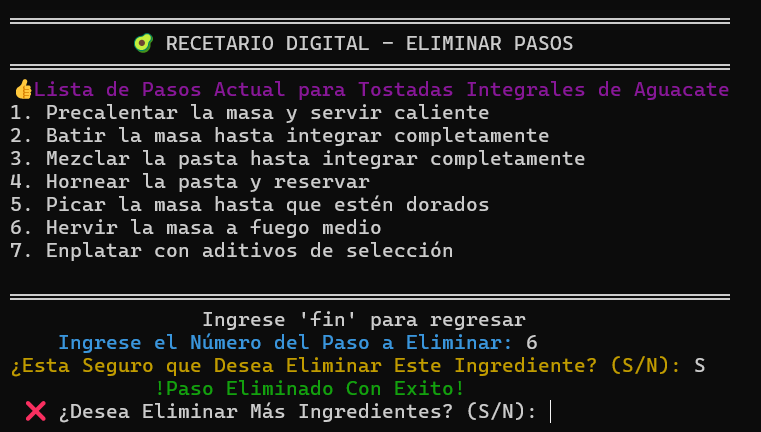 🥑 RECETARIO DIGITAL - ELIMINAR PASOS
👍Lista de Pasos Actual para Tostadas Integrales de Aguacate
1. Precalentar la masa y servir caliente
2. Batir la masa hasta integrar completamente
3. Mezclar la pasta hasta integrar completamente
4. Hornear la pasta y reservar
5. Picar la masa hasta que estén dorados
6. Hervir la masa a fuego medio
7. Enplatar con aditivos de selección
Ingrese 'fin' para regresar
Ingrese el Número del Paso a Eliminar: 6
¿Esta Seguro que Desea Eliminar Este Ingrediente? (S/N): S
!Paso Eliminado Con Exito!
❌ ¿Desea Eliminar Más Ingredientes? (S/N):